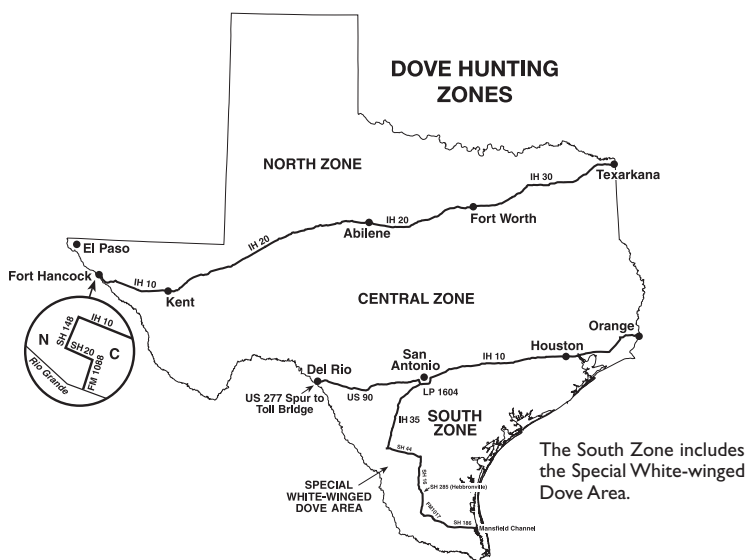 DOVE HUNTING
ZONES
NORTH ZONE
IH 30
Texarkana
Fort Worth
IH 20
Abilene
IH 20
El Paso
Fort Hancock
IH 10
Kent
CENTRAL ZONE
N
C
SH 148
IH 10
SH 20
FM 1088
Rio Grande
Orange
Houston
IH 10
San
Antonio
LP 1604
Del Rio
US 90
US 277 Spur to
Toll Bridge
SOUTH
ZONE
IH 35
SH 44
SH 16
SH 285 (Hebbronville)
FM1017
SH 186
Mansfield Channel
SPECIAL
WHITE-WINGED
DOVE AREA
The South Zone includes
the Special White-winged
Dove Area.